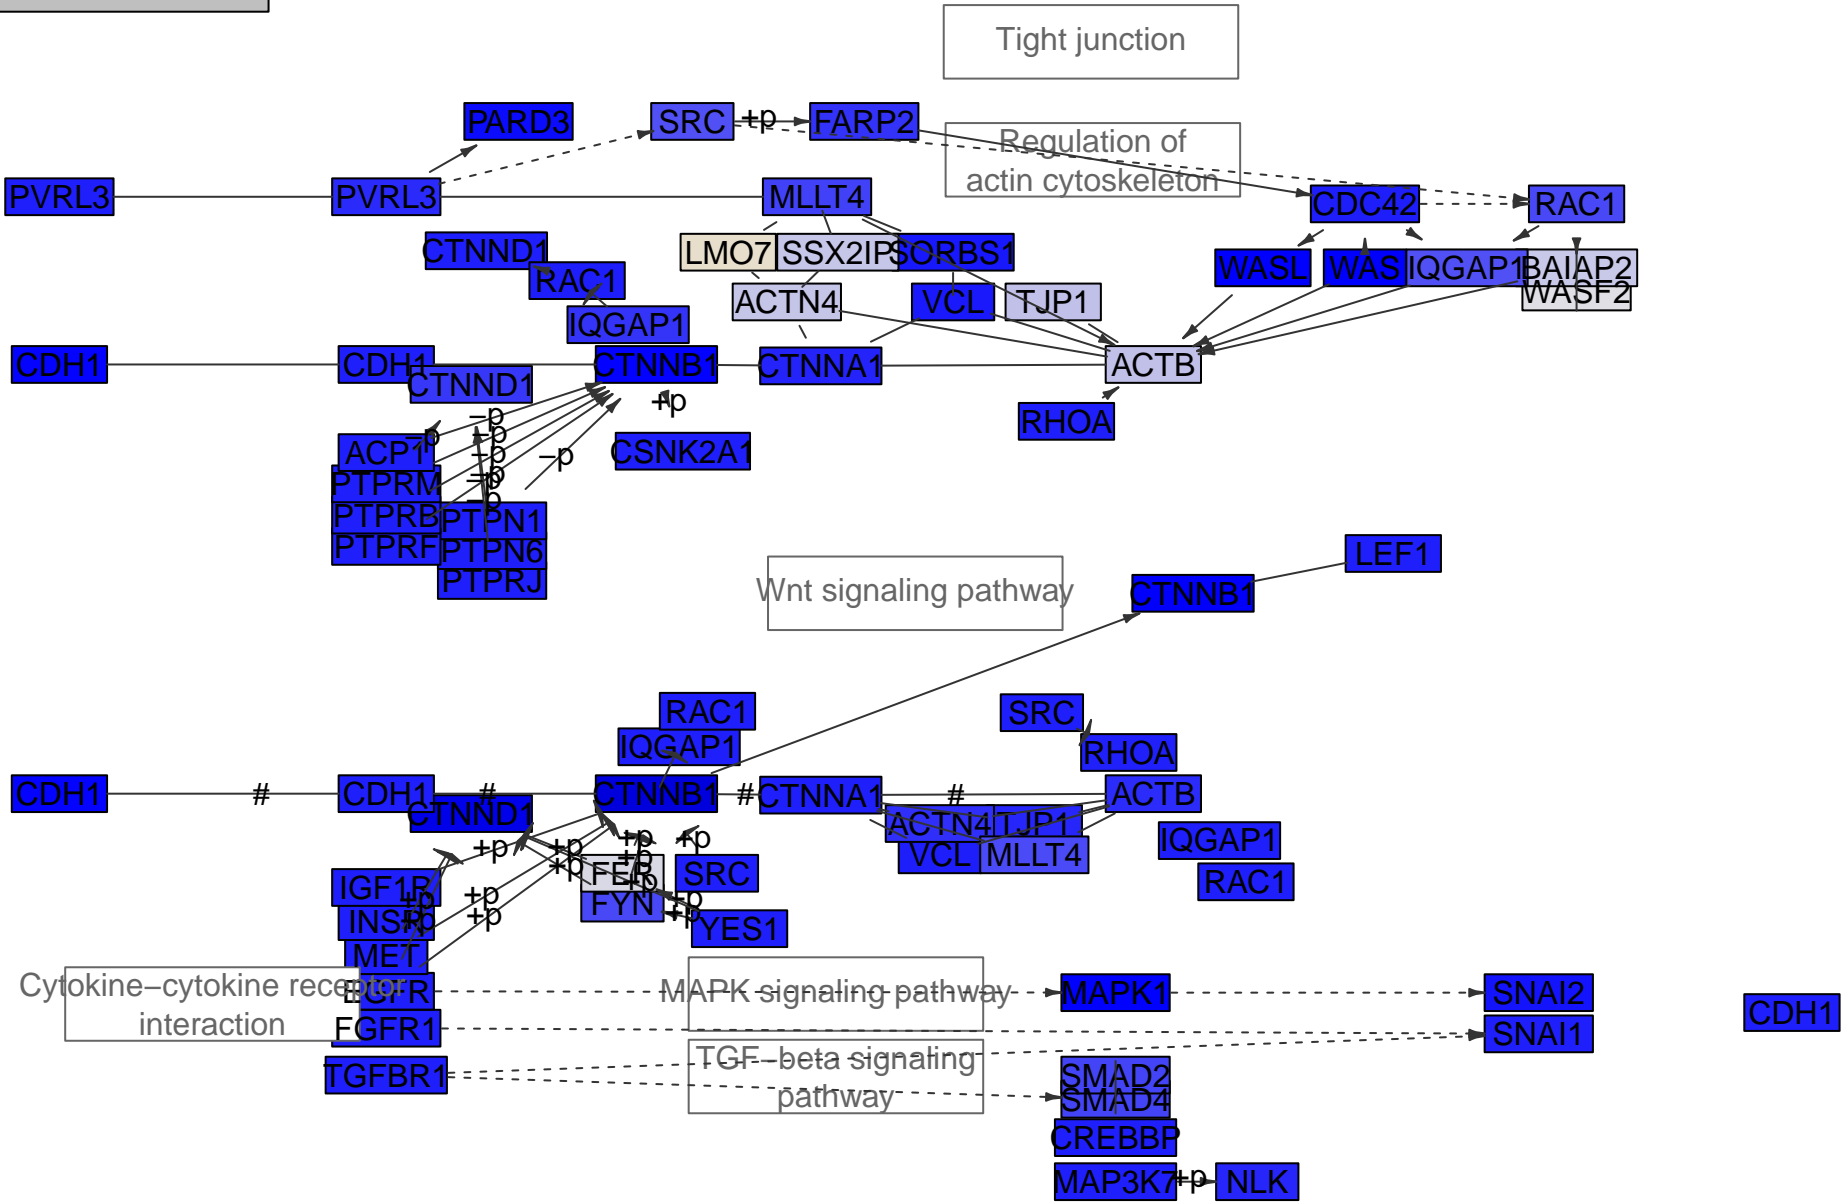 Tight junction
PARD3
SRC
+p
FARP2
Regulation of
actin cytoskeleton
PVRL3
PVRL3
MLLT4
CDC42
RAC1
CTNND1
LMO7
SSX2IP
SORBS1
WASL
WAS
IQGAP1
BAIAP2
RAC1
ACTN4
VCL
TJP1
WASF2
IQGAP1
CDH1
CDH1
CTNNB1
CTNNA1
ACTB
CTNND1
+p
RHOA
−p
−p
−p
ACP1
−p
−p
CSNK2A1
−p
−p
−p
PTPRM
PTPRB
PTPN1
PTPRF
PTPN6
PTPRJ
LEF1
Wnt signaling pathway
CTNNB1
RAC1
SRC
IQGAP1
RHOA
CDH1
#
CDH1
#
CTNNB1
#
CTNNA1
#
ACTB
CTNND1
ACTN4
TJP1
+p
+p
+p
+p
IQGAP1
+p
+p
VCL
MLLT4
FER
SRC
+p
IGF1R
RAC1
+p
+p
+p
FYN
INSR
+p
+p
+p
YES1
MET
Cytokine−cytokine receptor
interaction
EGFR
MAPK signaling pathway
MAPK1
SNAI2
CDH1
FGFR1
SNAI1
TGF−beta signaling
pathway
TGFBR1
SMAD2
SMAD4
CREBBP
MAP3K7
+p
NLK